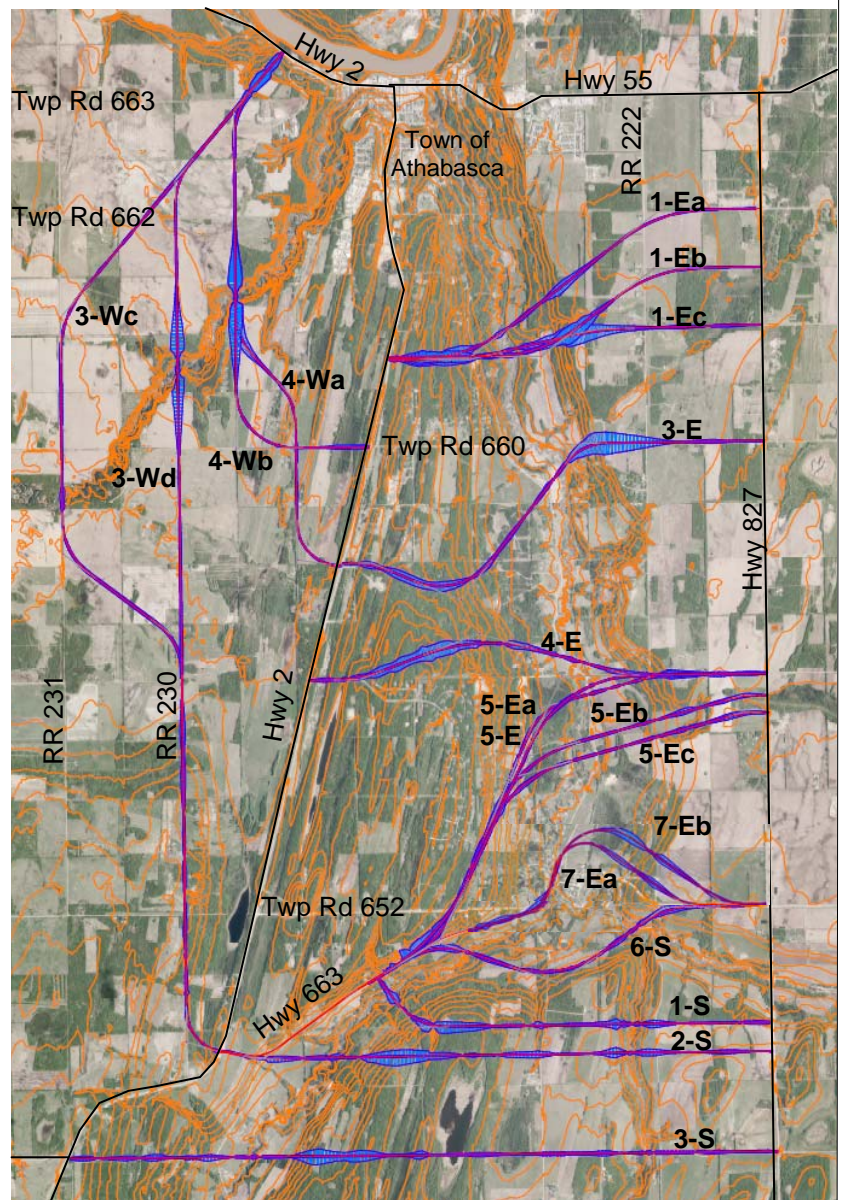 Hwy 2
Hwy 55
Twp Rd 663
Town of
Athabasca
RR 222
Twp Rd 662
1-Ea
1-Eb
3-Wc
1-Ec
4-Wa
3-E
Twp Rd 660
4-Wb
3-Wd
Hwy 827
4-E
RR 231
RR 230
Hwy 2
5-Ea
5-Eb
5-E
5-Ec
7-Eb
7-Ea
Twp Rd 652
6-S
Hwy 663
1-S
2-S
3-S